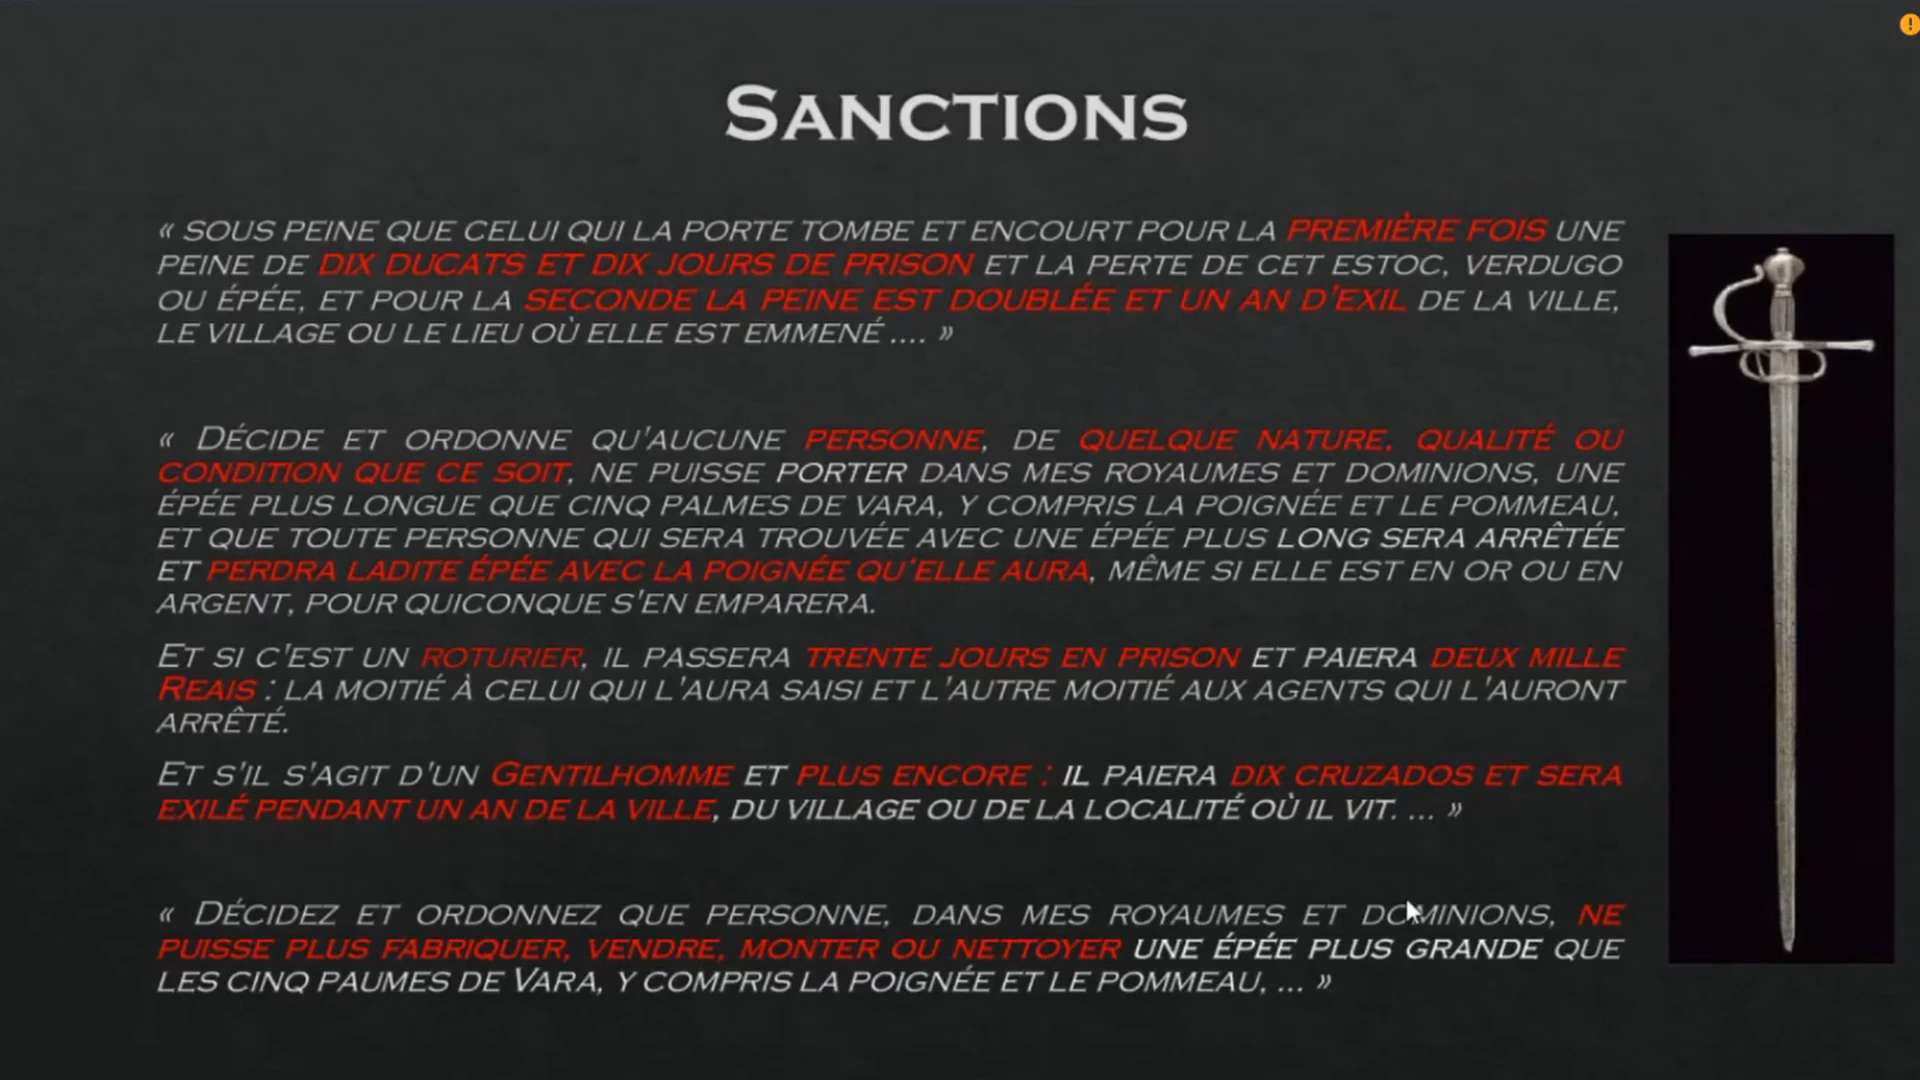 SANCTIONS
« SOUS PEINE QUE CELUI QUI LA PORTE TOMBE ET ENCOURT POUR LA PREMIÈRE FOIS UNE
PEINE DE DIX DUCATS ET DIX JOURS DE PRISON ET LA PERTE DE CET ESTOC, VERDUGO
OU ÉPÉE, ET POUR LA SECONDE LA PEINE EST DOUBLÉE ET UN AN D'EXIL DE LA VILLE,
LE VILLAGE OU LE LIEU OÙ ELLE EST EMMENÉ .... »
« DÉCIDE ET ORDONNE QU'AUCUNE PERSONNE, DE QUELQUE NATURE, QUALITÉ OU
CONDITION QUE CE SOIT, NE PUISSE PORTER DANS MES ROYAUMES ET DOMINIONS, UNE
ÉPÉE PLUS LONGUE QUE CINQ PALMES DE VARA, Y COMPRIS LA POIGNÉE ET LE POMMEAU,
ET QUE TOUTE PERSONNE QUI SERA TROUVÉE AVEC UNE ÉPÉE PLUS LONG SERA ARRÊTÉE
ET PERDRA LADITE ÉPÉE AVEC LA POIGNÉE QU'ELLE AURA, MÊME SI ELLE EST EN OR OU EN
ARGENT, POUR QUICONQUE S'EN EMPARERA.
ET SI C'EST UN ROTURIER, IL PASSERA TRENTE JOURS EN PRISON ET PAIERA DEUX MILLE
REAIS : LA MOITIÉ À CELUI QUI L'AURA SAISI ET L'AUTRE MOITIÉ AUX AGENTS QUI L'AURONT
ARRÊTÉ.
ET S'IL S'AGIT D'UN GENTILHOMME ET PLUS ENCORE : IL PAIERA DIX CRUZADOS ET SERA
EXILÉ PENDANT UN AN DE LA VILLE, DU VILLAGE OU DE LA LOCALITÉ OÙ IL VIT. ... »
« DÉCIDEZ ET ORDONNEZ QUE PERSONNE, DANS MES ROYAUMES ET DOMINIONS, NE
PUISSE PLUS FABRIQUER, VENDRE, MONTER OU NETTOYER UNE ÉPÉE PLUS GRANDE QUE
LES CINQ PAUMES DE VARA, Y COMPRIS LA POIGNÉE ET LE POMMEAU, ... »